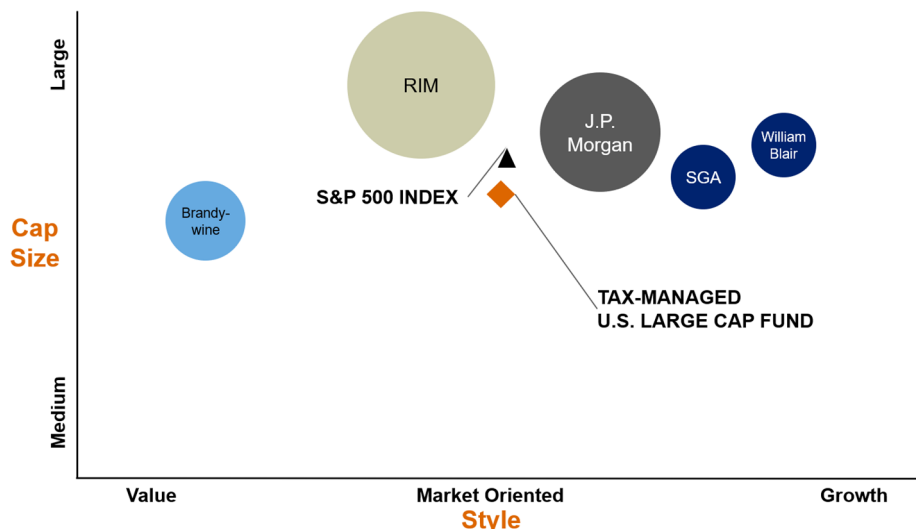 Large
RIM
J.P.
Morgan
William
Blair
SGA
S&P 500 INDEX
Brandy-
wine
Cap
Size
TAX-MANAGED
U.S. LARGE CAP FUND
Medium
Value
Market Oriented
Growth
Style